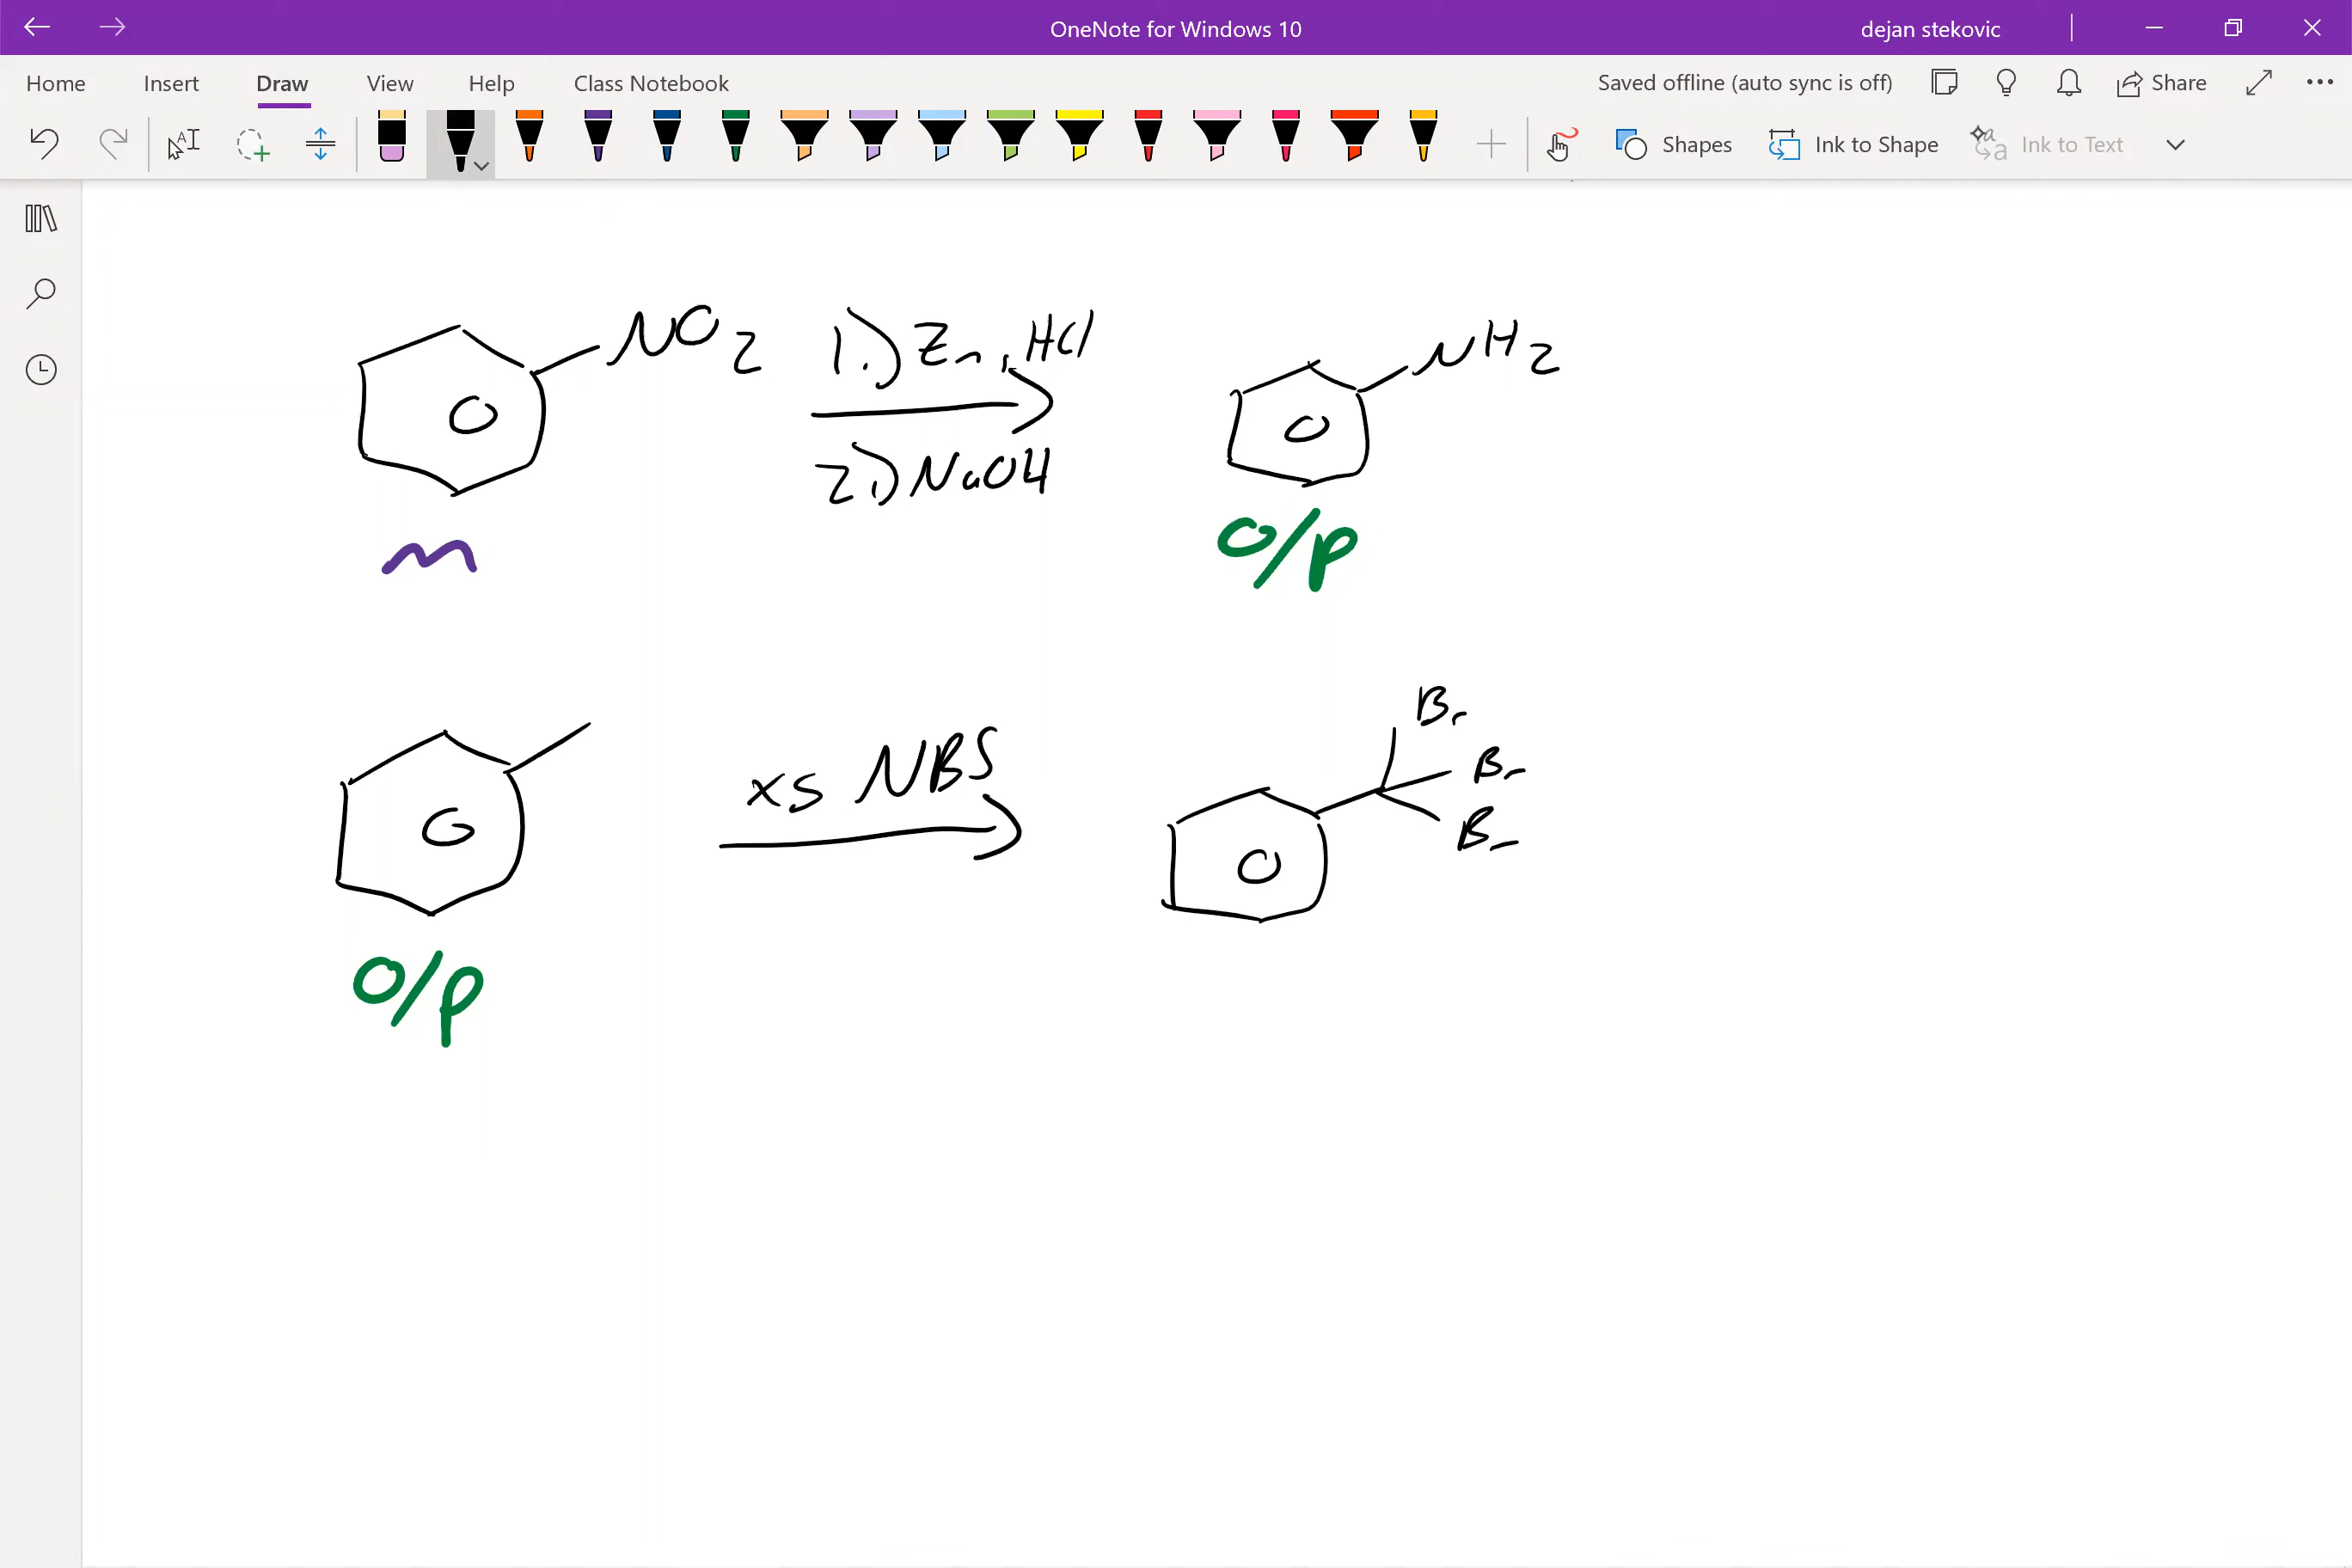 OneNote for Windows 10
dejan stekovic
Home Insert Draw View Help Class Notebook
Saved offline (auto sync is off) Share
Shapes Ink to Shape Ink to Text
NO2
1.) Zn, HCl
2.) NaOH
NH2
m
o/p
xs NBS
Br
Br
Br
o/p